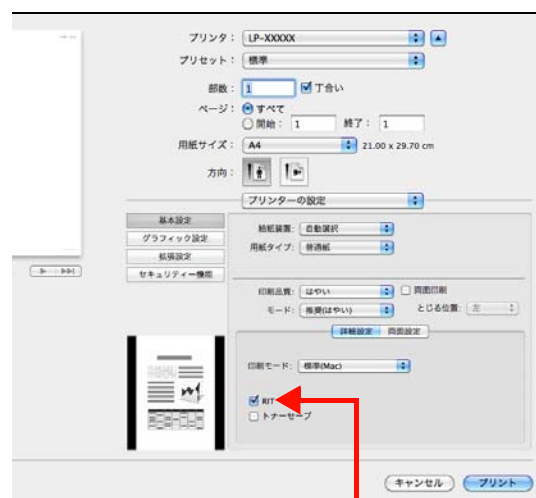 プリンタ： LP-XXXXX
プリセット： 標準
部数： 1 丁合い
ページ： すべて
開始： 1 終了： 1
用紙サイズ： A4 21.00 x 29.70 cm
方向：
プリンターの設定
基本設定
グラフィック設定
拡張設定
セキュリティー機能
給紙装置： 自動選択
用紙タイプ： 普通紙
印刷品質： はやい 両面印刷
モード： 推奨(はやい) とじる位置： 左
詳細設定 両面設定
印刷モード： 標準(Mac)
RIT
トナーセーブ
キャンセル プリント